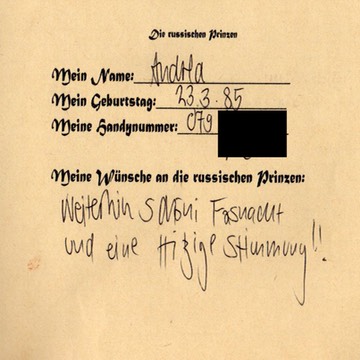 Die russischen Prinzen
Mein Name: Andrea
Mein Geburtstag: 23.3.85
Meine Handynummer: 079
Meine Wünsche an die russischen Prinzen:
Weiterhin schöni Fasnacht
und eine hitzige Stimmung!!